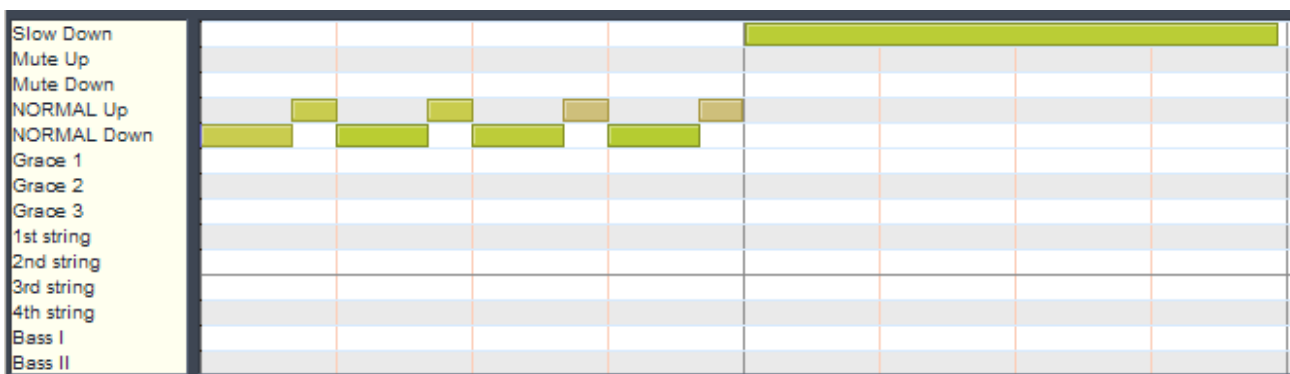 Slow Down
Mute Up
Mute Down
NORMAL Up
NORMAL Down
Grace 1
Grace 2
Grace 3
1st string
2nd string
3rd string
4th string
Bass I
Bass II